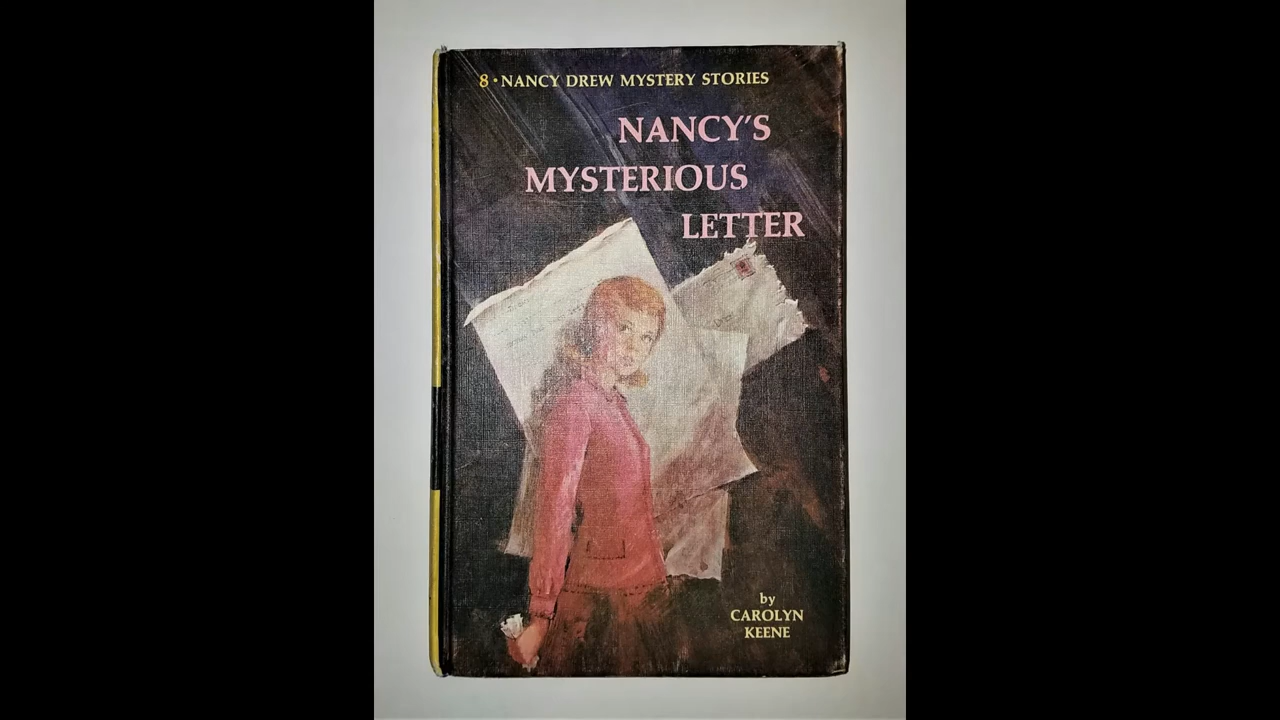 8 • NANCY DREW MYSTERY STORIES
NANCY'S
MYSTERIOUS
LETTER
by
CAROLYN
KEENE